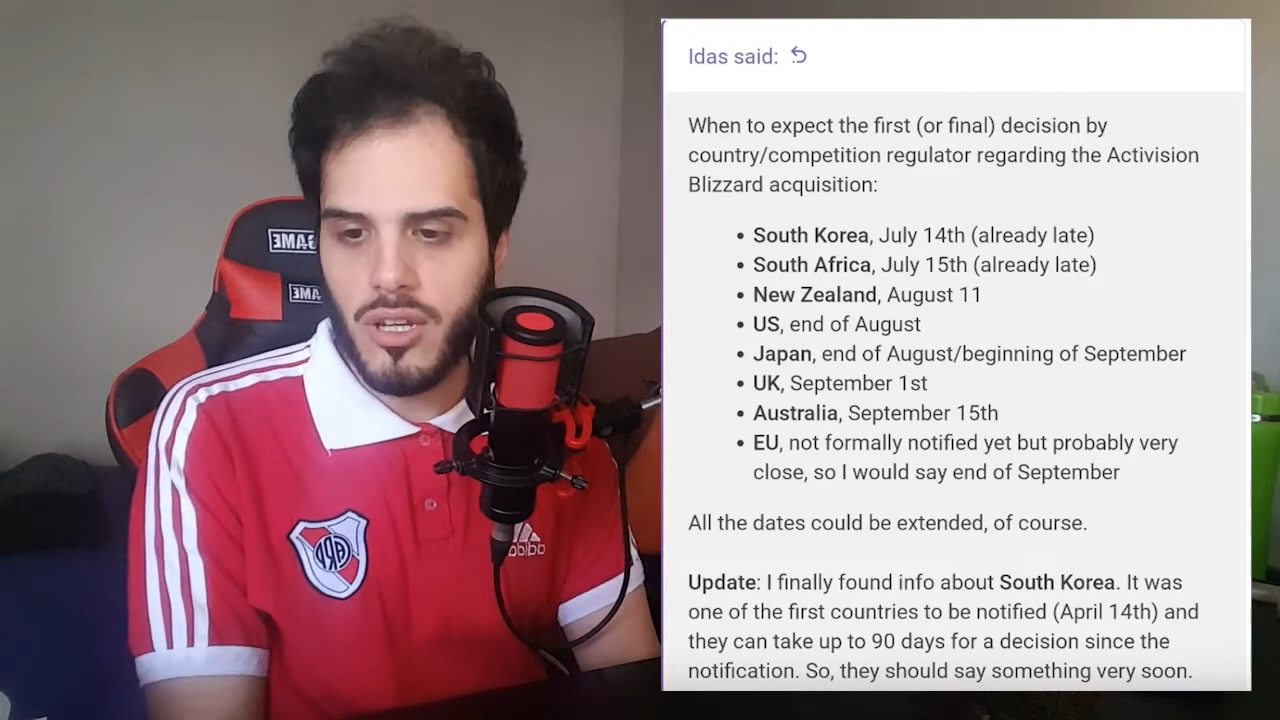 Idas said:
When to expect the first (or final) decision by
country/competition regulator regarding the Activision
Blizzard acquisition:
• South Korea, July 14th (already late)
• South Africa, July 15th (already late)
• New Zealand, August 11
• US, end of August
• Japan, end of August/beginning of September
• UK, September 1st
• Australia, September 15th
• EU, not formally notified yet but probably very
close, so I would say end of September
All the dates could be extended, of course.
Update: I finally found info about South Korea. It was
one of the first countries to be notified (April 14th) and
they can take up to 90 days for a decision since the
notification. So, they should say something very soon.
GAME
GAME
CARP
adidas